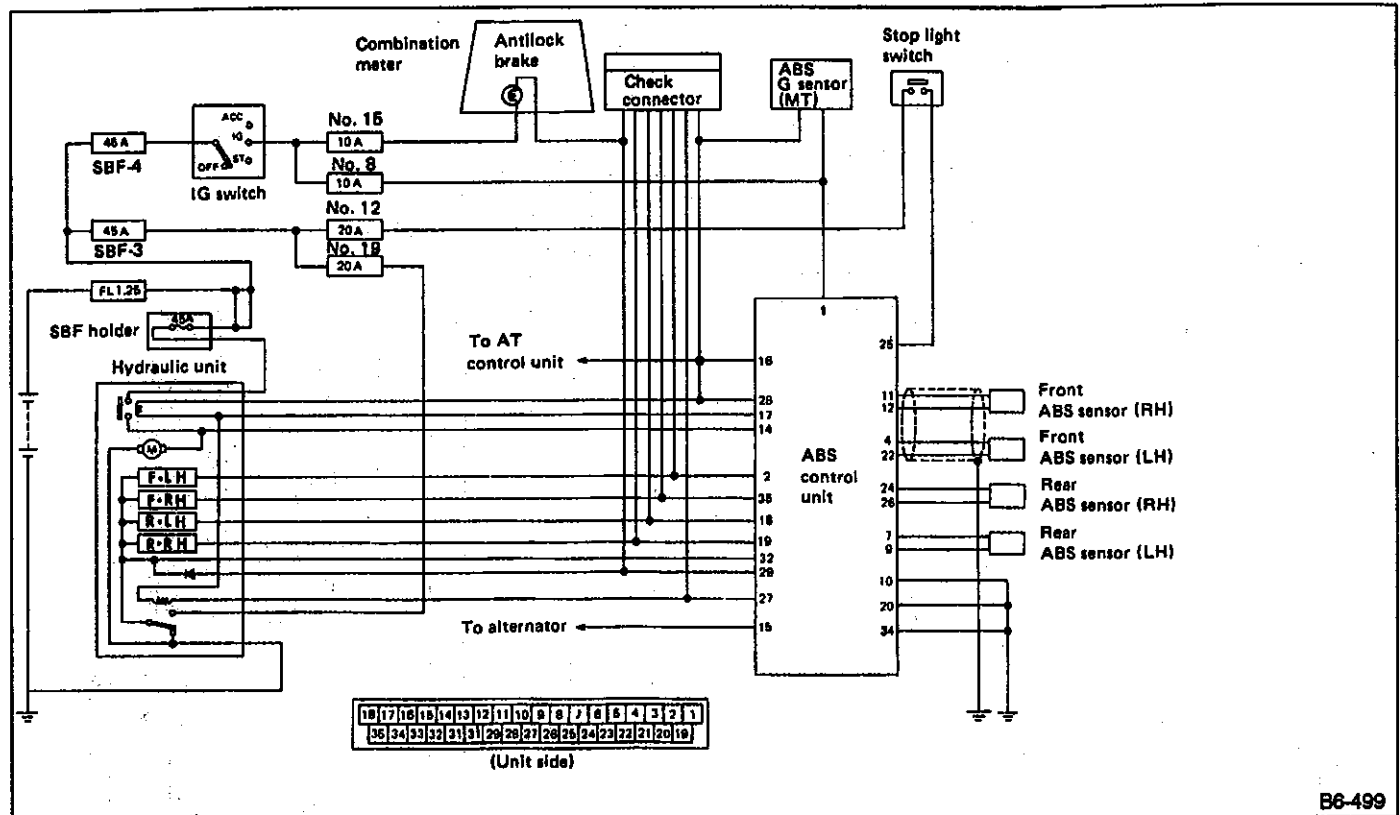 Combination
meter
Antilock
brake
Check
connector
ABS
G sensor
(MT)
Stop light
switch
ACC
IG
ST
OFF
IG switch
45A
SBF-4
No. 15
10A
No. 8
10A
45A
SBF-3
No. 12
20A
No. 19
20A
FL 1.25
SBF holder
45A
Hydraulic unit
M
F·LH
F·RH
R·LH
R·RH
To AT
control unit
To alternator
1
16
28
17
14
2
35
18
19
32
29
27
15
ABS
control
unit
25
11
12
4
22
24
26
7
9
10
20
34
Front
ABS sensor (RH)
Front
ABS sensor (LH)
Rear
ABS sensor (RH)
Rear
ABS sensor (LH)
18 17 16 15 14 13 12 11 10 9 8 7 6 5 4 3 2 1
35 34 33 32 31 31 29 28 27 26 25 24 23 22 21 20 19
(Unit side)
B6-499